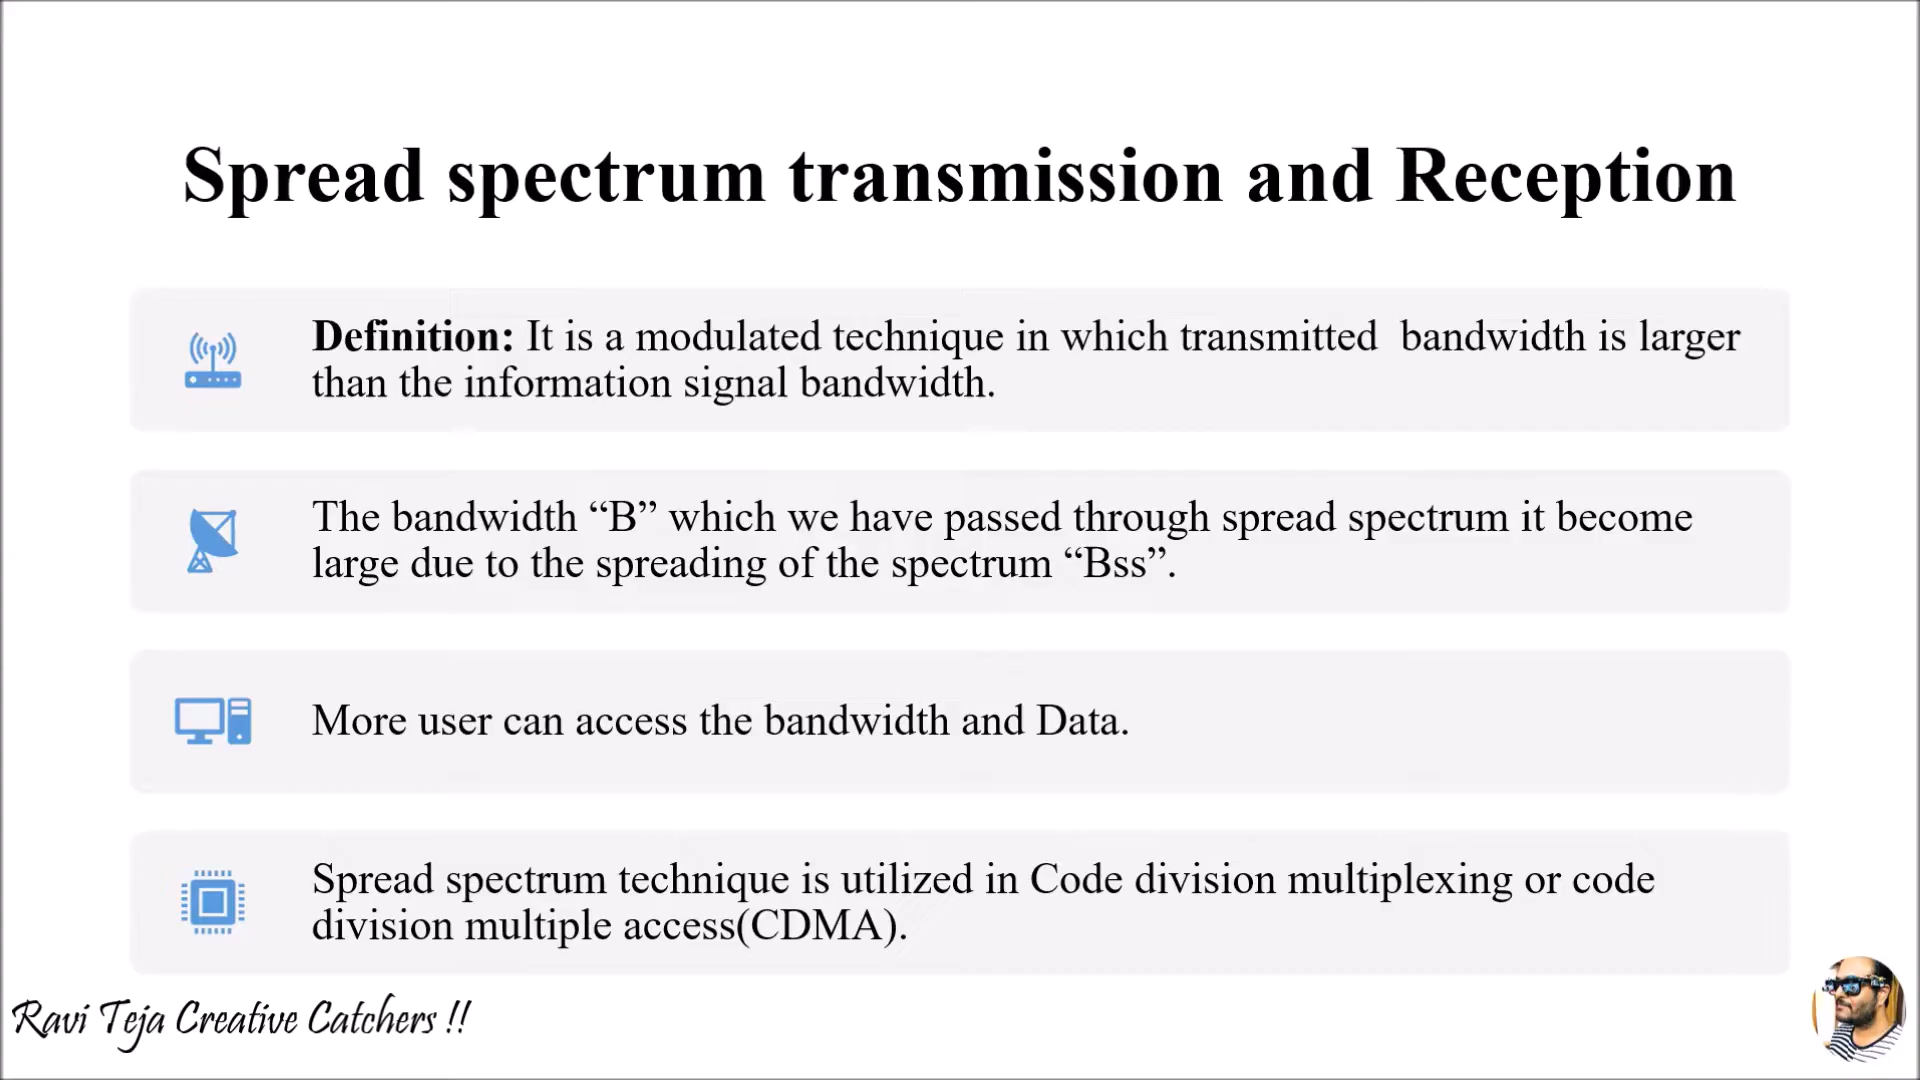 Spread spectrum transmission and Reception
Definition: It is a modulated technique in which transmitted  bandwidth is larger
than the information signal bandwidth.
The bandwidth “B” which we have passed through spread spectrum it become
large due to the spreading of the spectrum “Bss”.
More user can access the bandwidth and Data.
Spread spectrum technique is utilized in Code division multiplexing or code
division multiple access(CDMA).
Ravi Teja Creative Catchers !!